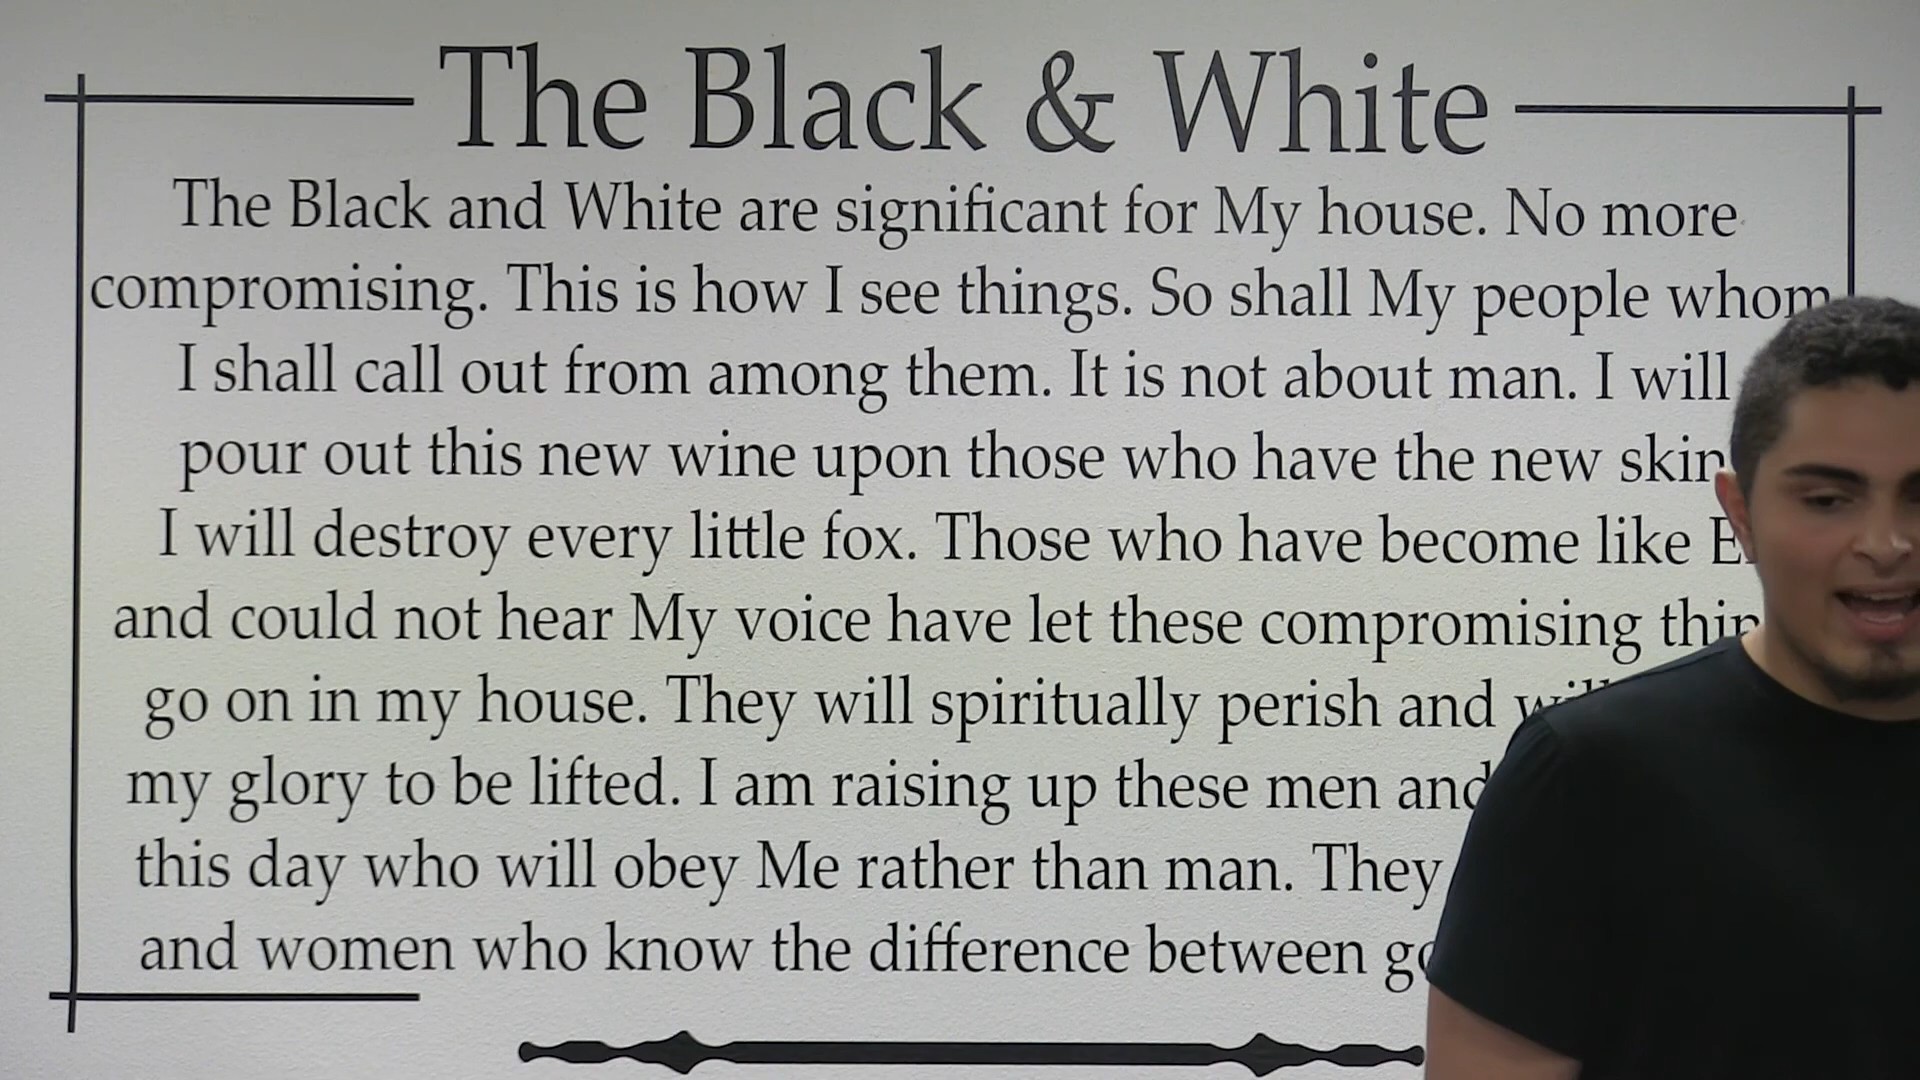 The Black & White
The Black and White are significant for My house. No more
compromising. This is how I see things. So shall My people whom
I shall call out from among them. It is not about man. I will
pour out this new wine upon those who have the new skin
I will destroy every little fox. Those who have become like
and could not hear My voice have let these compromising
go on in my house. They will spiritually perish and
my glory to be lifted. I am raising up these men and
this day who will obey Me rather than man. They
and women who know the difference between